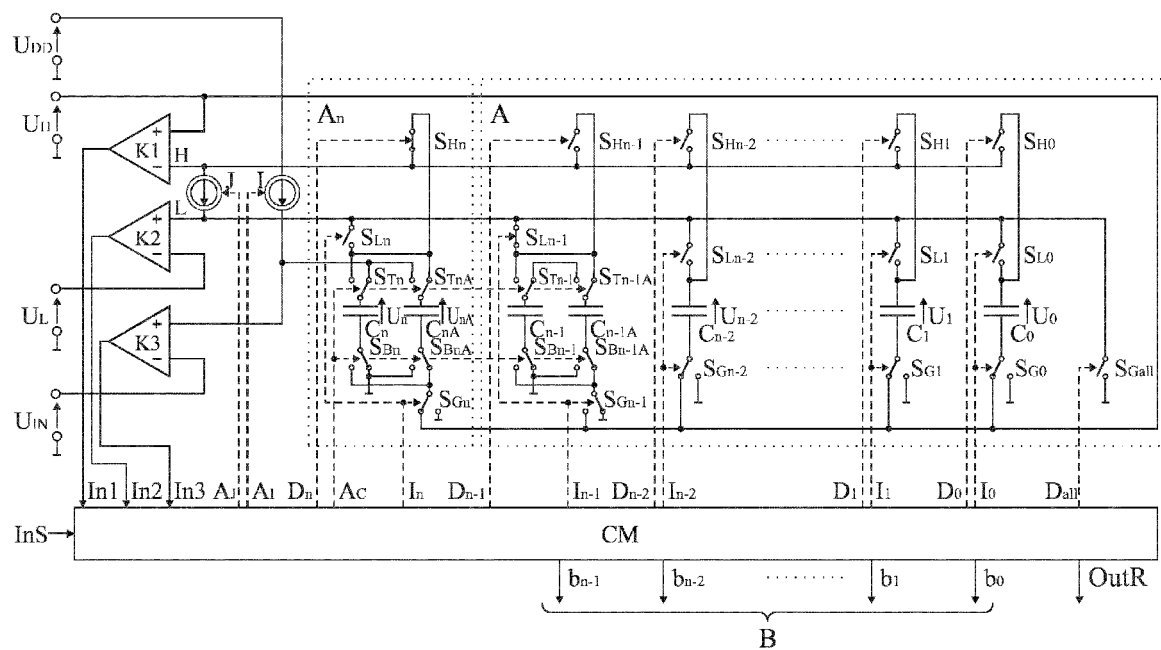 UDD
UH
UL
UIN
K1
K2
K3
H
L
J
I
An
A
SHn
SHn-1
SHn-2
SH1
SH0
SLn
SLn-1
SLn-2
SL1
SL0
STn
STnA
STn-1
STn-1A
Un
UnA
Un-2
U1
U0
Cn
CnA
Cn-1
Cn-1A
Cn-2
C1
C0
SBn
SBnA
SBn-1
SBn-1A
SGn
SGn-1
SGn-2
SG1
SG0
SGall
In1 In2 In3 AJ AI Dn AC In Dn-1 In-1 Dn-2 In-2 D1 I1 D0 I0 Dall
InS
CM
bn-1 bn-2 b1 b0 OutR
B